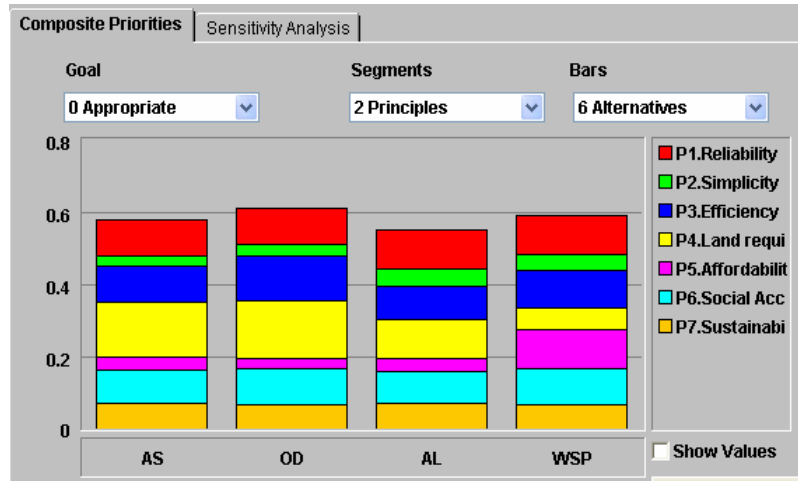 Composite Priorities Sensitivity Analysis
Goal Segments Bars
0 Appropriate 2 Principles 6 Alternatives
0.8
0.6
0.4
0.2
0
P1.Reliability
P2.Simplicity
P3.Efficiency
P4.Land requi
P5.Affordabilit
P6.Social Acc
P7.Sustainabi
AS OD AL WSP
Show Values